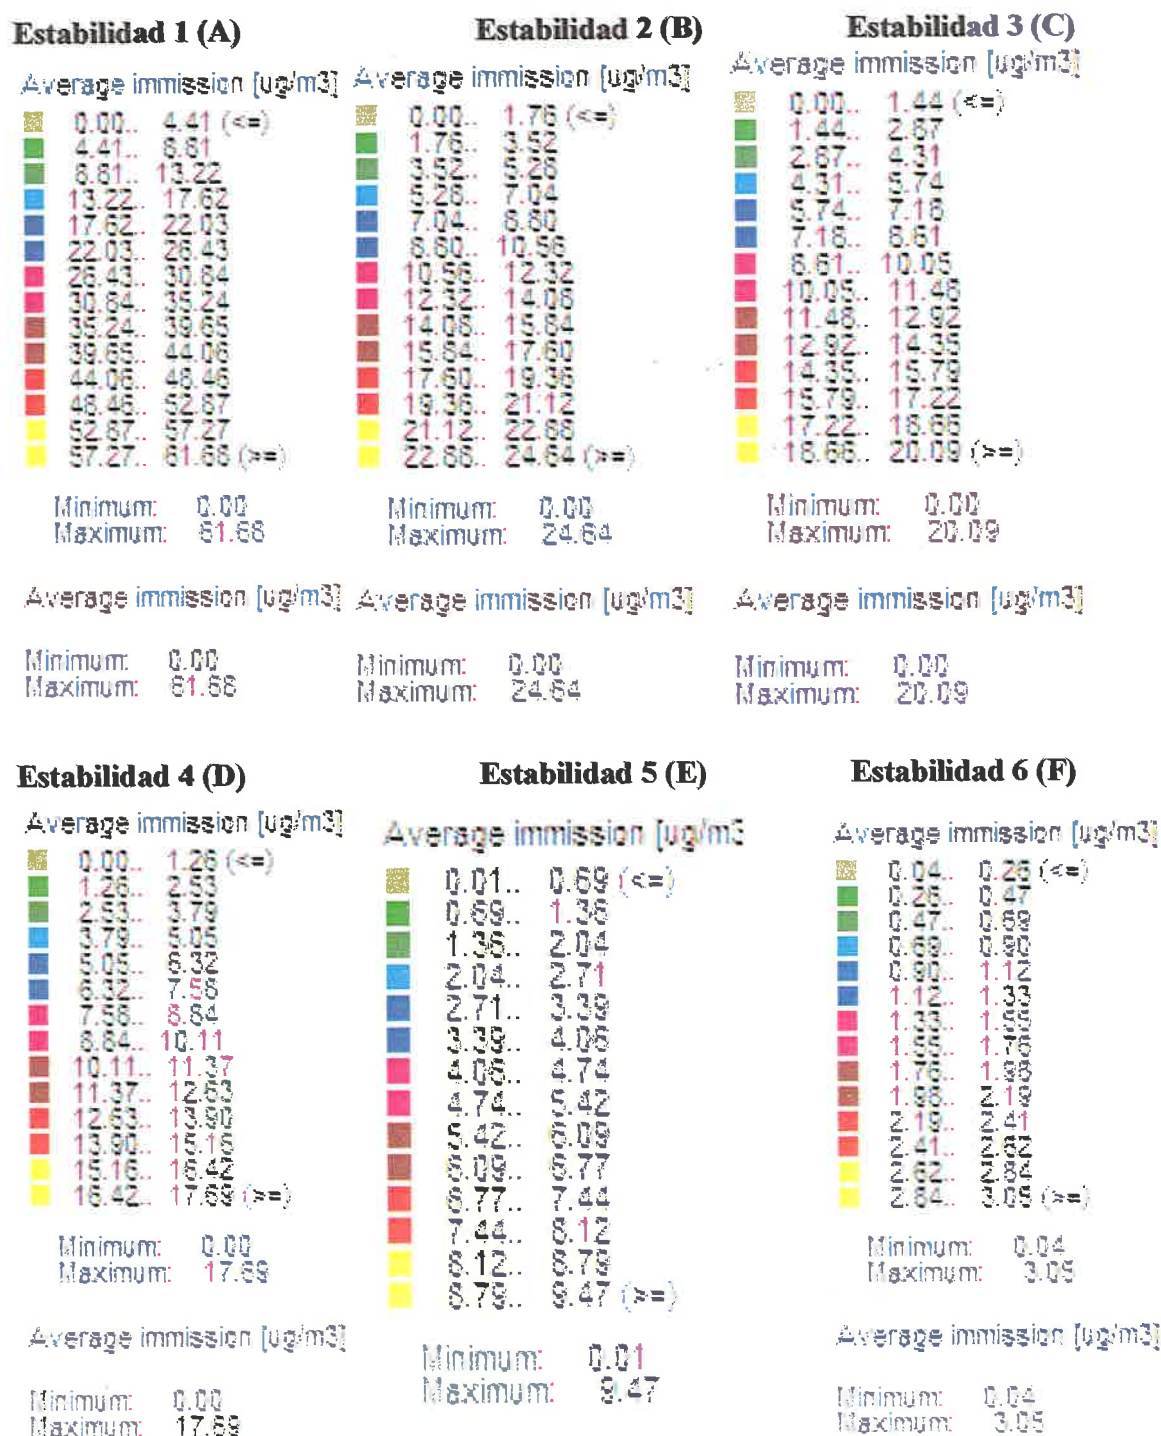 Estabilidad 1 (A)
Average immission [ug/m3]
0.00.. 4.41 (<=)
4.41.. 8.81
8.81.. 13.22
13.22.. 17.62
17.62.. 22.03
22.03.. 26.43
26.43.. 30.84
30.84.. 35.24
35.24.. 39.65
39.65.. 44.06
44.06.. 48.46
48.46.. 52.87
52.87.. 57.27
57.27.. 61.68 (>=)
Minimum: 0.00
Maximum: 61.68
Average immission [ug/m3]
Minimum: 0.00
Maximum: 61.68
Estabilidad 2 (B)
Average immission [ug/m3]
0.00.. 1.76 (<=)
1.76.. 3.52
3.52.. 5.28
5.28.. 7.04
7.04.. 8.80
8.80.. 10.56
10.56.. 12.32
12.32.. 14.08
14.08.. 15.84
15.84.. 17.60
17.60.. 19.36
19.36.. 21.12
21.12.. 22.88
22.88.. 24.64 (>=)
Minimum: 0.00
Maximum: 24.64
Average immission [ug/m3]
Minimum: 0.00
Maximum: 24.64
Estabilidad 3 (C)
Average immission [ug/m3]
0.00.. 1.44 (<=)
1.44.. 2.87
2.87.. 4.31
4.31.. 5.74
5.74.. 7.18
7.18.. 8.61
8.61.. 10.05
10.05.. 11.48
11.48.. 12.92
12.92.. 14.35
14.35.. 15.79
15.79.. 17.22
17.22.. 18.66
18.66.. 20.09 (>=)
Minimum: 0.00
Maximum: 20.09
Average immission [ug/m3]
Minimum: 0.00
Maximum: 20.09
Estabilidad 4 (D)
Average immission [ug/m3]
0.00.. 1.26 (<=)
1.26.. 2.53
2.53.. 3.79
3.79.. 5.05
5.05.. 6.32
6.32.. 7.58
7.58.. 8.84
8.84.. 10.11
10.11.. 11.37
11.37.. 12.63
12.63.. 13.90
13.90.. 15.16
15.16.. 16.42
16.42.. 17.69 (>=)
Minimum: 0.00
Maximum: 17.69
Average immission [ug/m3]
Minimum: 0.00
Maximum: 17.69
Estabilidad 5 (E)
Average immission [ug/m3
0.01.. 0.69 (<=)
0.69.. 1.36
1.36.. 2.04
2.04.. 2.71
2.71.. 3.39
3.39.. 4.06
4.06.. 4.74
4.74.. 5.42
5.42.. 6.09
6.09.. 6.77
6.77.. 7.44
7.44.. 8.12
8.12.. 8.79
8.79.. 9.47 (>=)
Minimum: 0.01
Maximum: 9.47
Estabilidad 6 (F)
Average immission [ug/m3]
0.04.. 0.26 (<=)
0.26.. 0.47
0.47.. 0.69
0.69.. 0.90
0.90.. 1.12
1.12.. 1.33
1.33.. 1.55
1.55.. 1.76
1.76.. 1.98
1.98.. 2.19
2.19.. 2.41
2.41.. 2.62
2.62.. 2.84
2.84.. 3.05 (>=)
Minimum: 0.04
Maximum: 3.05
Average immission [ug/m3]
Minimum: 0.04
Maximum: 3.05